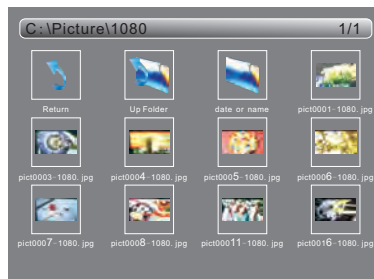 C:\Picture\1080 1/1
Return Up Folder date or name pict0001-1080.jpg
pict0003-1080. jpg pict0004-1080. jpg pict0005-1080. jpg pict0006-1080. jpg
pict0007-1080. jpg pict0008-1080. jpg pict00011-1080. jpg pict0016-1080. jpg